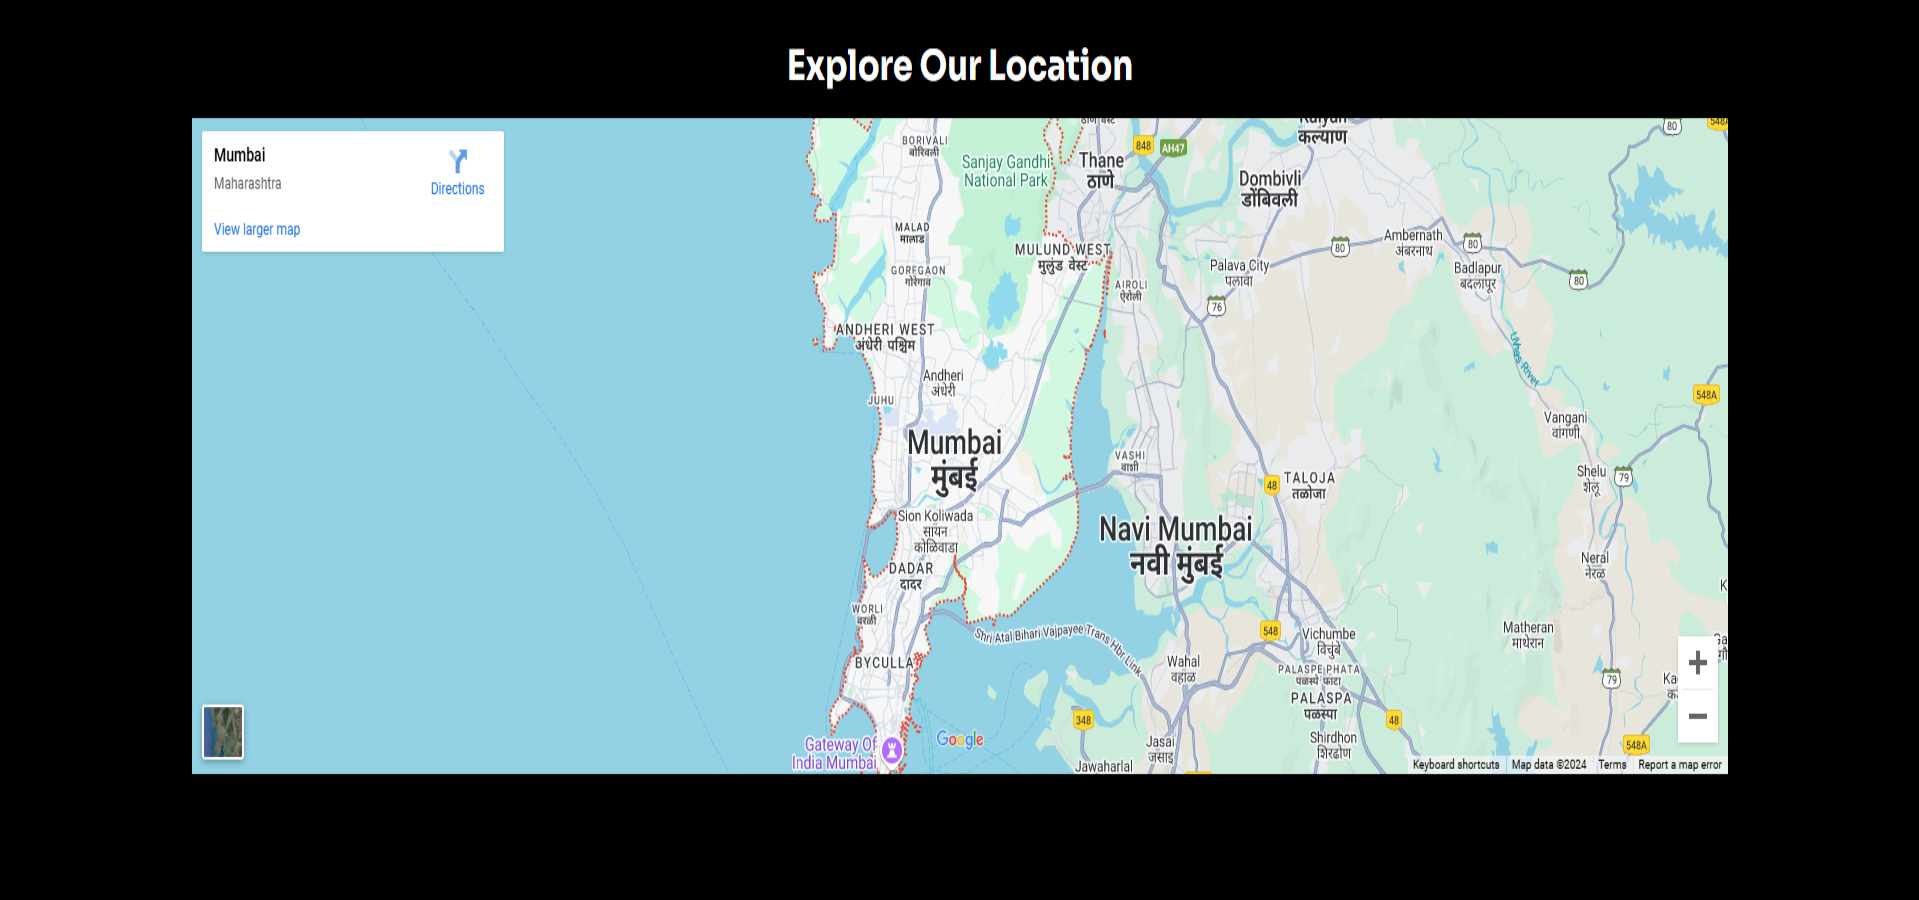 Explore Our Location
Mumbai
Maharashtra
Directions
View larger map
BORIVALI
बोरिवली
Sanjay Gandhi
National Park
ठाणे वेस्ट
Thane
ठाणे
848
AH47
Kalyan
कल्याण
80
548A
Dombivli
डोंबिवली
MALAD
मालाड
MULUND WEST
मुलुंड वेस्ट
Ambernath
अंबरनाथ
80
80
GOREGAON
गोरेगाव
AIROLI
ऐरोली
Palava City
पलावा
Badlapur
बदलापूर
80
76
ANDHERI WEST
अंधेरी पश्चिम
Ulhas River
Andheri
अंधेरी
JUHU
548A
Vangani
वांगणी
Mumbai
मुंबई
VASHI
वाशी
48
TALOJA
तळोजा
Shelu
शेलू
79
Sion Koliwada
सायन
कोळिवाडा
Navi Mumbai
नवी मुंबई
DADAR
दादर
Neral
नेरळ
WORLI
वरळी
Shri Atal Bihari Vajpayee Trans Hbr Link
548
Vichumbe
विचुंबे
Matheran
माथेरान
BYCULLA
Wahal
वहाळ
PALASPE PHATA
पळस्पे फाटा
79
PALASPA
पळस्पा
348
48
Gateway Of
India Mumbai
Google
Jasai
जसाई
Shirdhon
शिरढोण
548A
Jawaharlal
Keyboard shortcuts
Map data ©2024
Terms
Report a map error